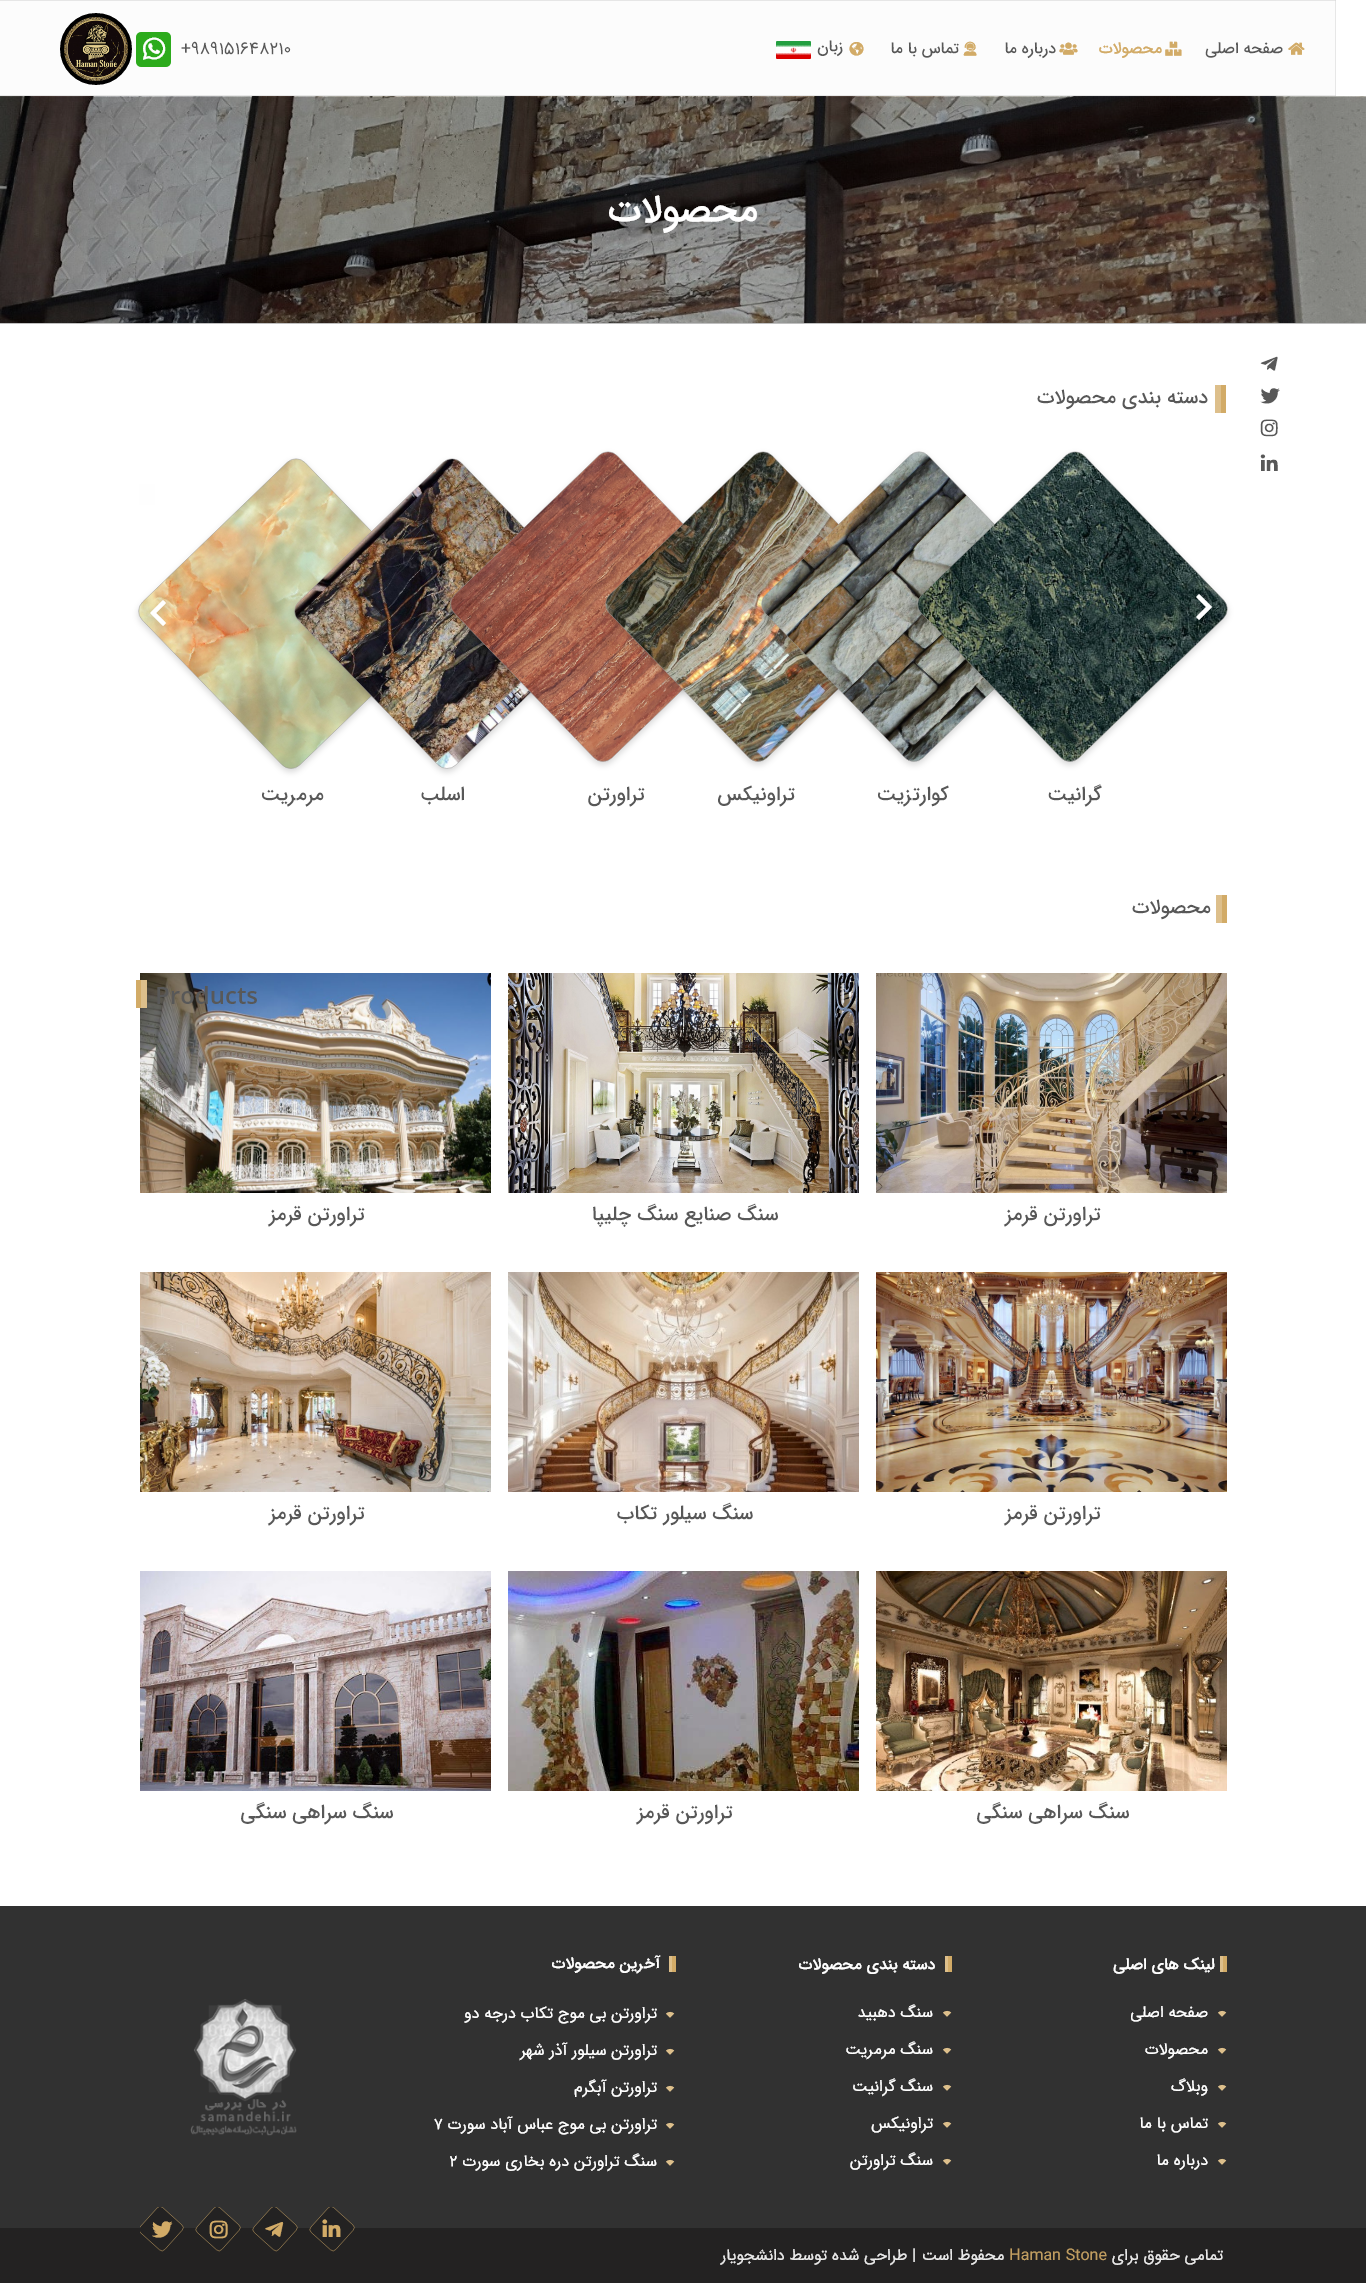 صفحه اصلی
محصولات
درباره ما
تماس با ما
زبان
+۹۸۹۱۵۱۶۴۸۲۱۰
Haman Stone
محصولات
دسته بندی محصولات
گرانیت
کوارتزیت
تراونیکس
تراورتن
اسلب
مرمریت
محصولات
Products
تراورتن قرمز
سنگ صنایع سنگ چلیپا
تراورتن قرمز
تراورتن قرمز
سنگ سیلور تکاب
تراورتن قرمز
سنگ سراهی سنگی
تراورتن قرمز
سنگ سراهی سنگی
لینک های اصلی
صفحه اصلی
محصولات
وبلاگ
تماس با ما
درباره ما
دسته بندی محصولات
سنگ دهبید
سنگ مرمریت
سنگ گرانیت
تراونیکس
سنگ تراورتن
آخرین محصولات
تراورتن بی موج تکاب درجه دو
تراورتن سیلور آذر شهر
تراورتن آبگرم
تراورتن بی موج عباس آباد سورت ۷
سنگ تراورتن دره بخاری سورت ۲
در حال بررسی
samandehi.ir
نشان ملی ثبت (رسانه های دیجیتال)
تمامی حقوق برای Haman Stone محفوظ است | طراحی شده توسط دانشجویار